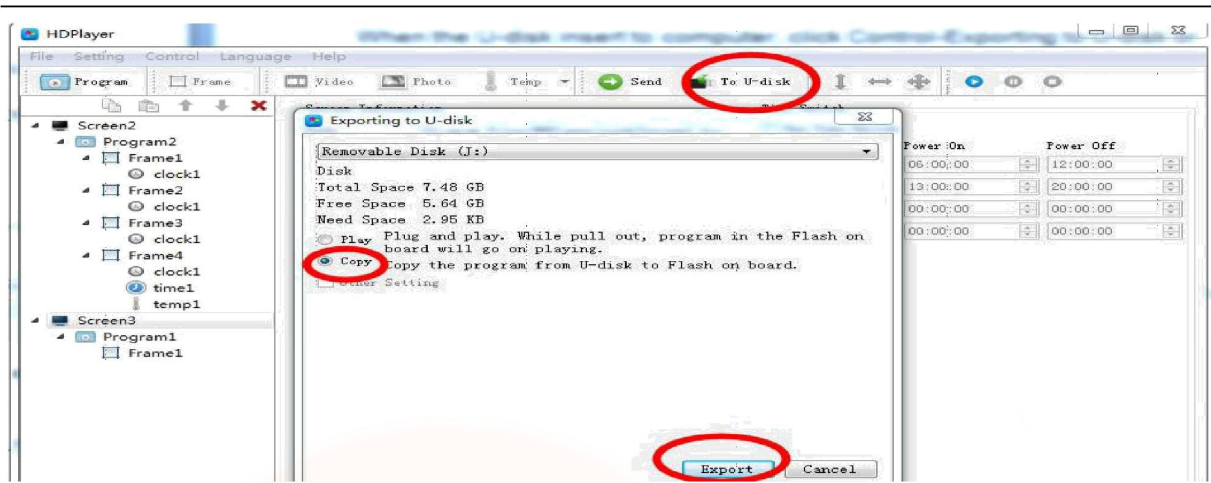 HDPlayer
File Setting Control Language Help
Program Frame Video Photo Temp Send To U-disk
Screen2
Program2
Frame1
clock1
Frame2
clock1
Frame3
clock1
Frame4
clock1
time1
temp1
Screen3
Program1
Frame1
Exporting to U-disk
Removable Disk (J:)
Disk
Total Space 7.48 GB
Free Space 5.64 GB
Need Space 2.95 KB
Play Plug and play. While pull out, program in the Flash on
board will go on playing.
Copy Copy the program from U-disk to Flash on board.
Other Setting
Export Cancel
Power On Power Off
06:00:00 12:00:00
13:00:00 20:00:00
00:00:00 00:00:00
00:00:00 00:00:00